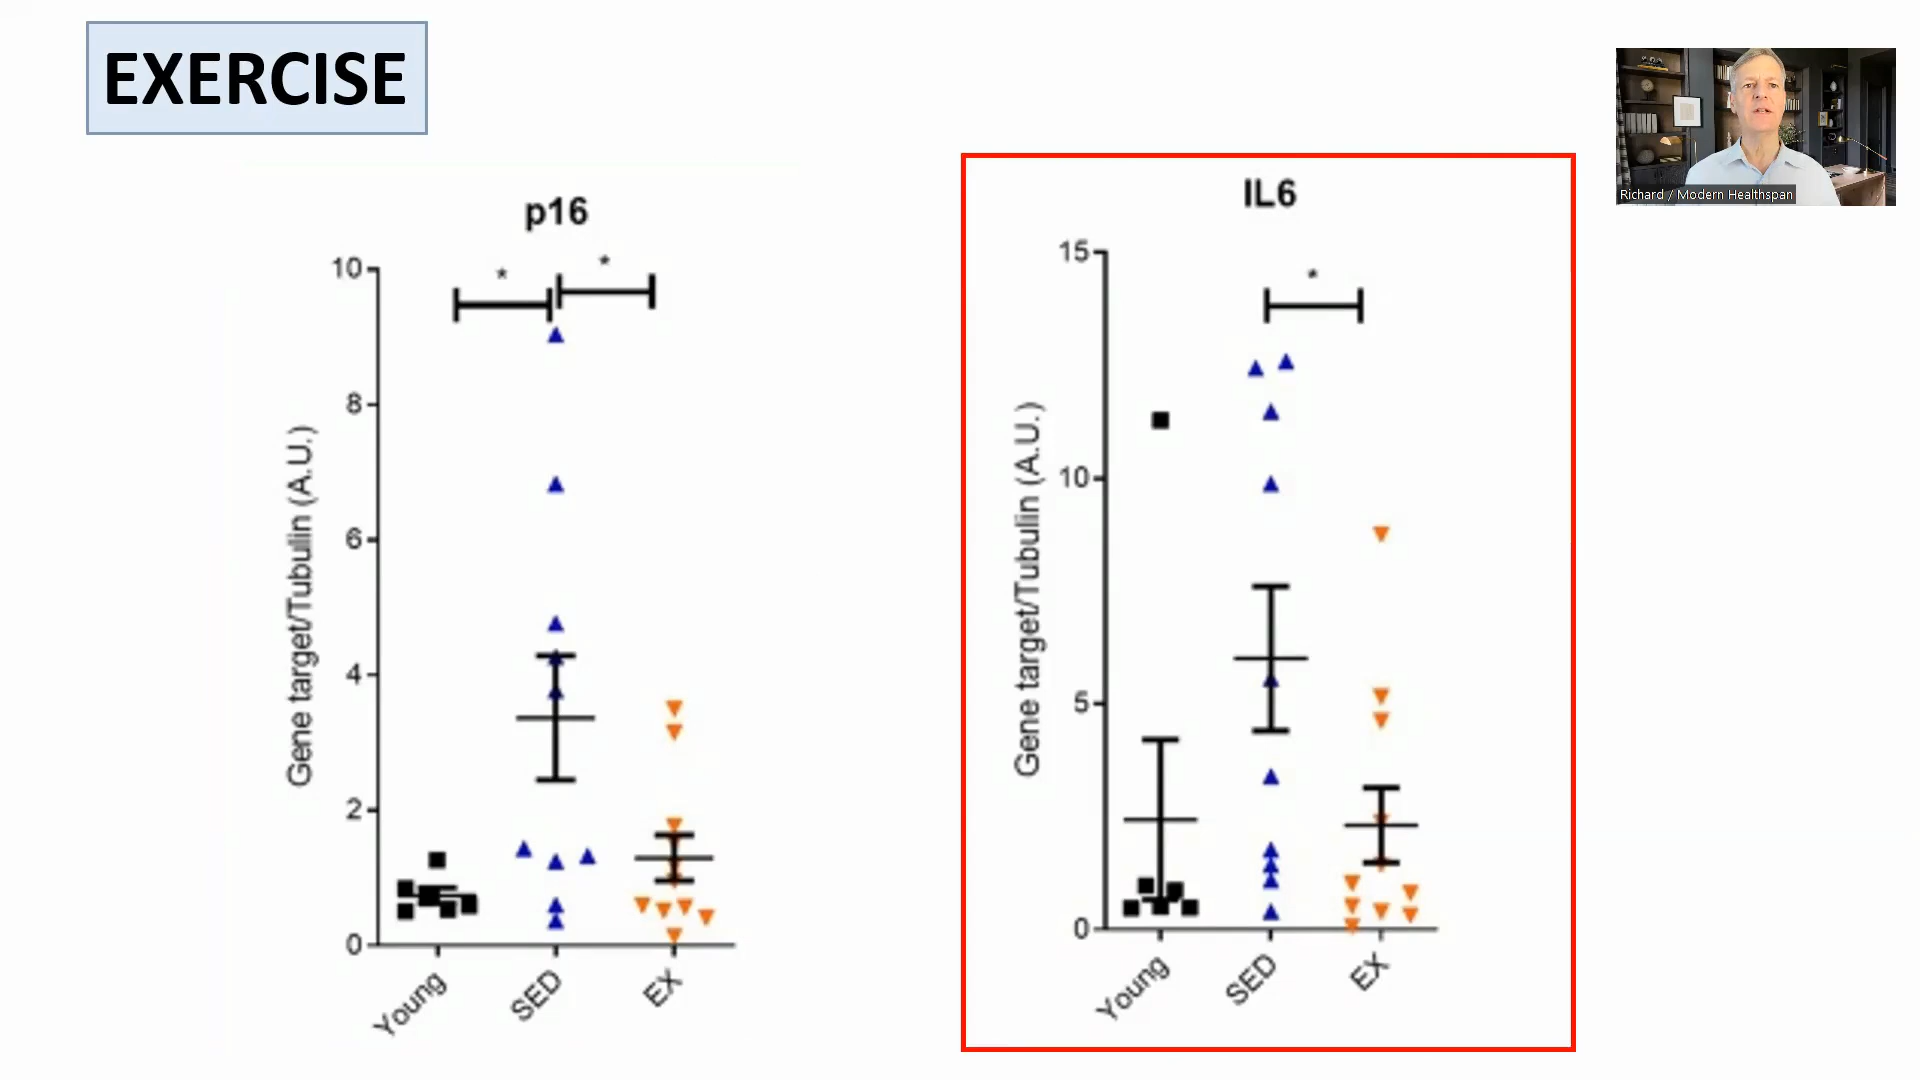 EXERCISE
Richard / Modern Healthspan
p16
* *
10
8
6
4
2
0
Gene target/Tubulin (A.U.)
Young
SED
EX
IL6
*
15
10
5
0
Gene target/Tubulin (A.U.)
Young
SED
EX